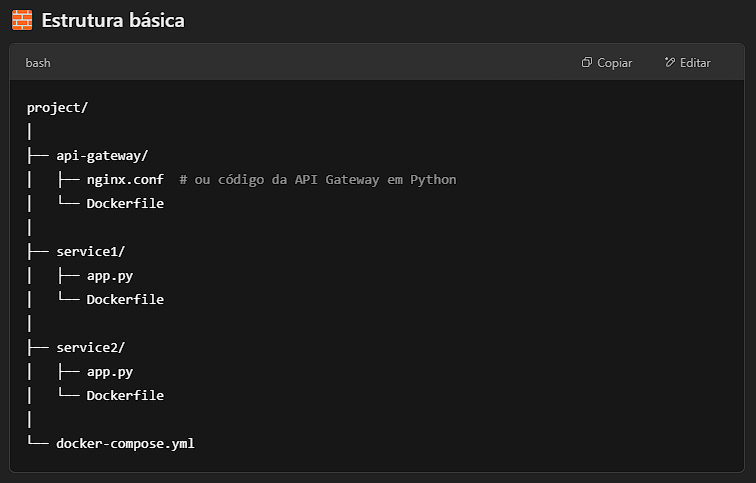 🧱 Estrutura básica
bash
Copiar
Editar
project/
│
├── api-gateway/
│   ├── nginx.conf  # ou código da API Gateway em Python
│   └── Dockerfile
│
├── service1/
│   ├── app.py
│   └── Dockerfile
│
├── service2/
│   ├── app.py
│   └── Dockerfile
│
└── docker-compose.yml